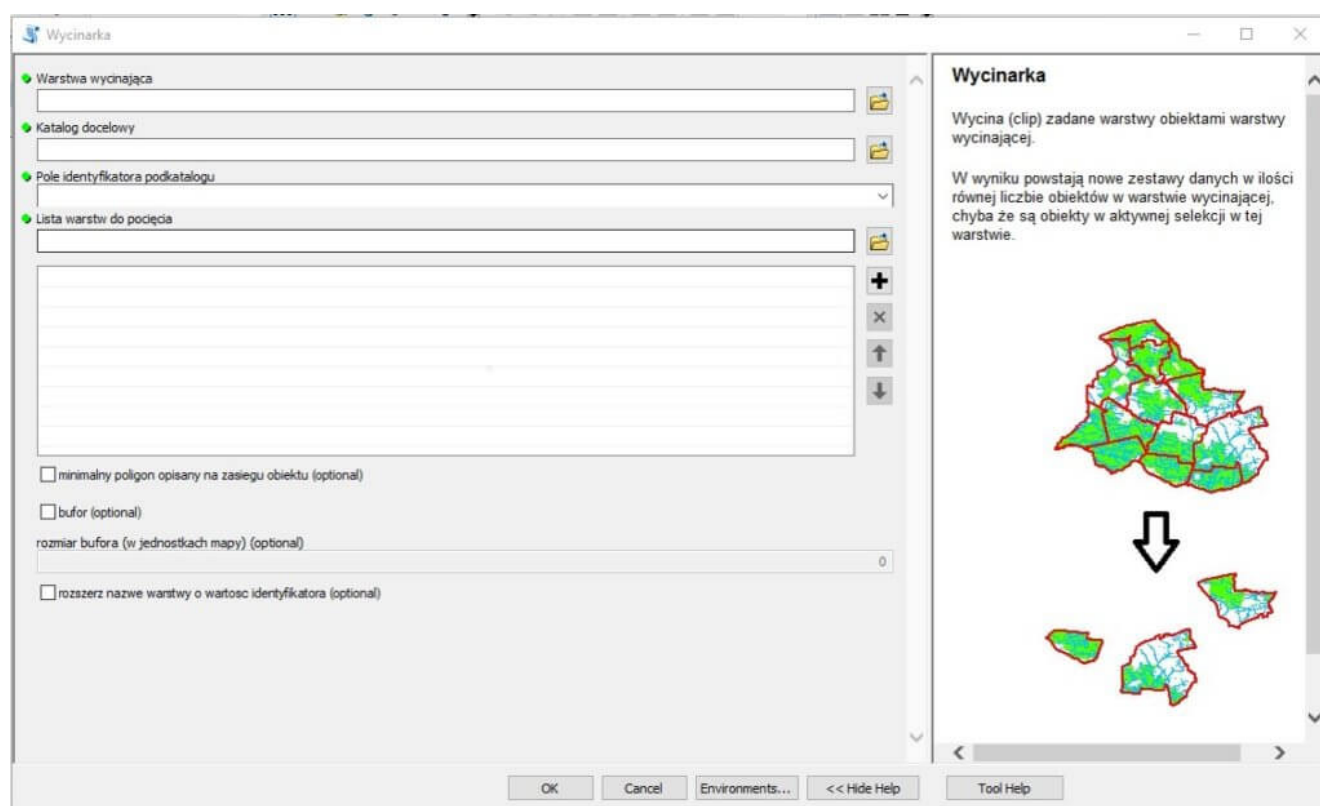 Wycinarka
Warstwa wycinająca
Katalog docelowy
Pole identyfikatora podkatalogu
Lista warstw do pocięcia
minimalny poligon opisany na zasiegu obiektu (optional)
bufor (optional)
rozmiar bufora (w jednostkach mapy) (optional)
0
rozszerz nazwe warstwy o wartosc identyfikatora (optional)
Wycinarka
Wycina (clip) zadane warstwy obiektami warstwy
wycinającej.
W wyniku powstają nowe zestawy danych w ilości
równej liczbie obiektów w warstwie wycinającej,
chyba że są obiekty w aktywnej selekcji w tej
warstwie.
OK
Cancel
Environments...
<< Hide Help
Tool Help